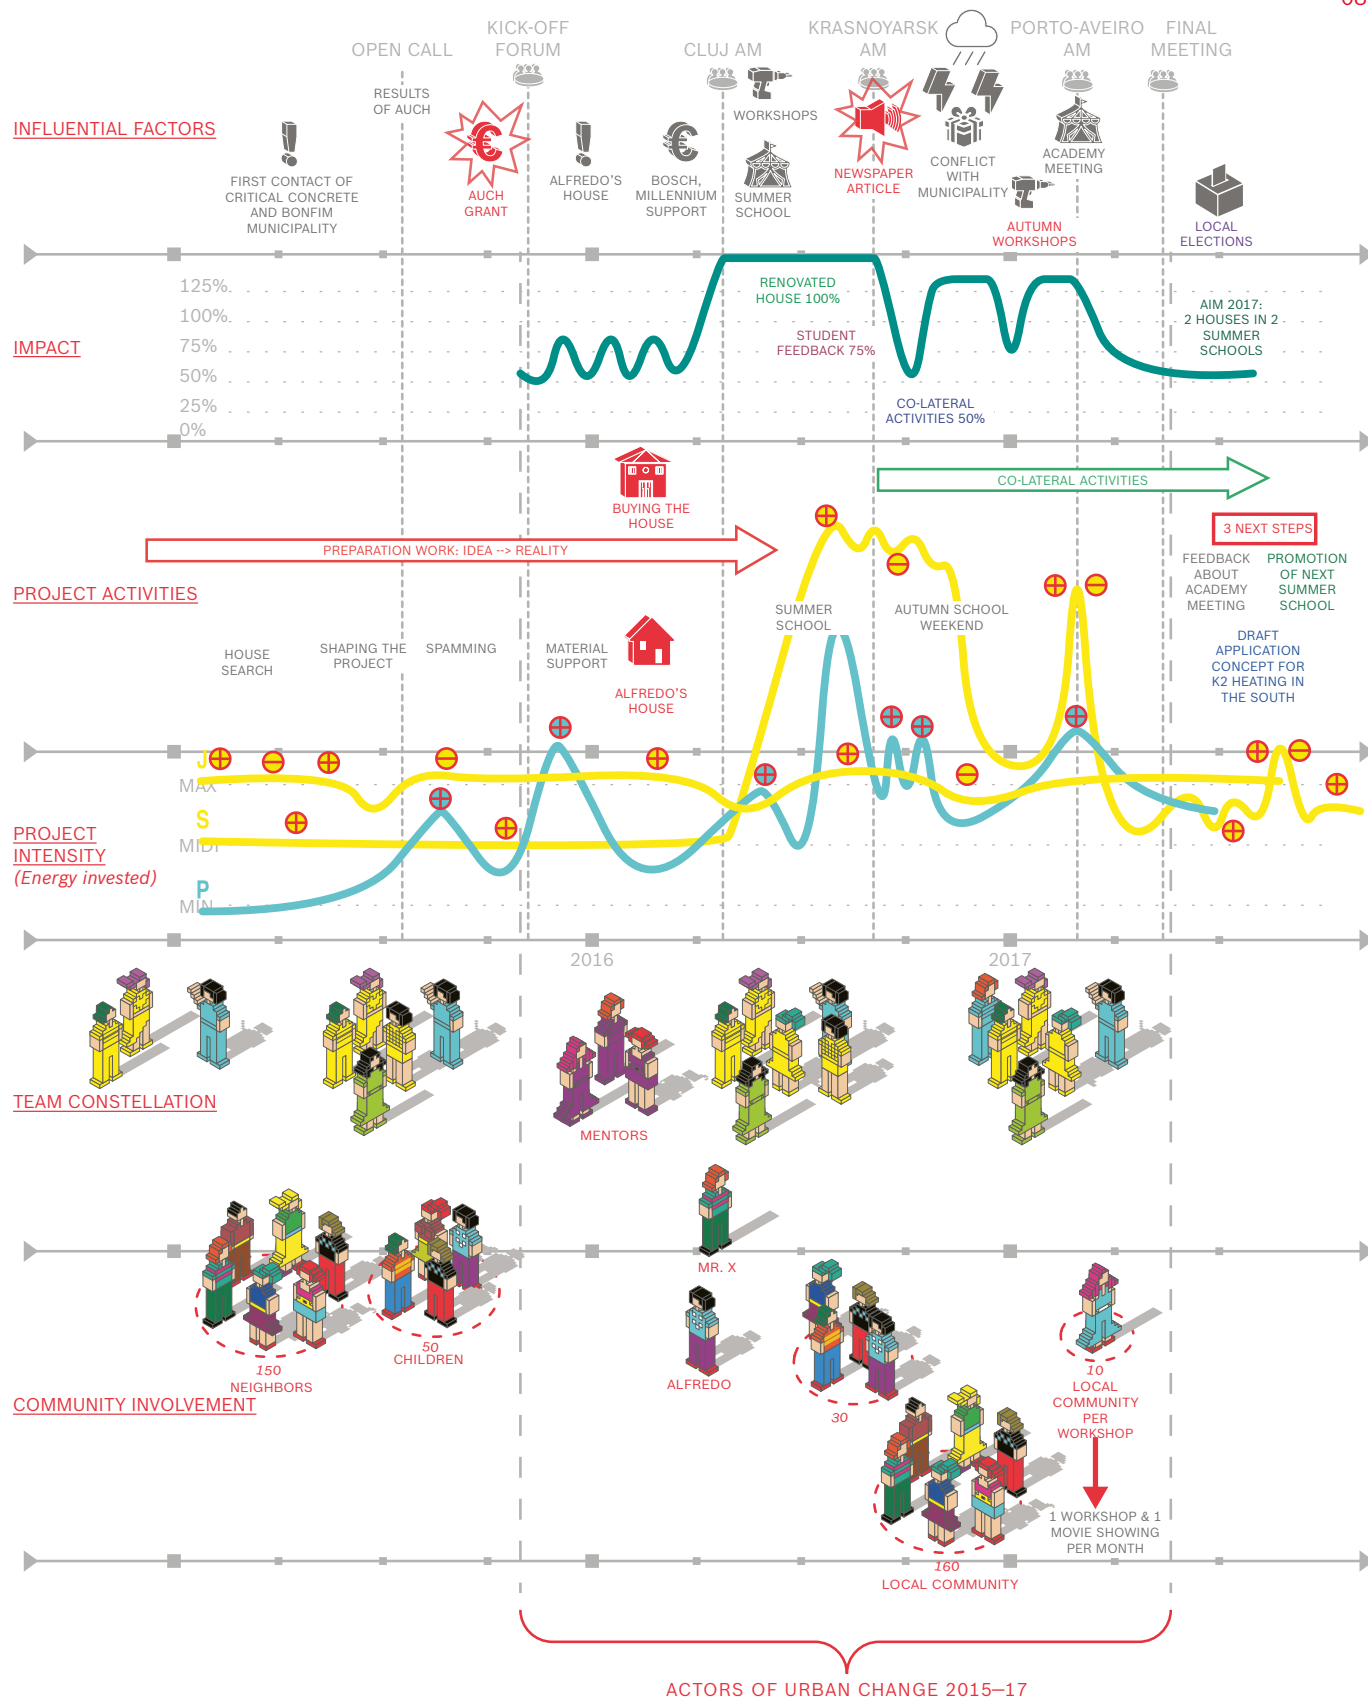 KICK-OFF
FORUM
OPEN CALL
CLUJ AM
KRASNOYARSK
AM
PORTO-AVEIRO
AM
FINAL
MEETING
INFLUENTIAL FACTORS
RESULTS
OF AUCH
FIRST CONTACT OF
CRITICAL CONCRETE
AND BONFIM
MUNICIPALITY
AUCH
GRANT
ALFREDO'S
HOUSE
BOSCH,
MILLENNIUM
SUPPORT
WORKSHOPS
SUMMER
SCHOOL
NEWSPAPER
ARTICLE
CONFLICT
WITH
MUNICIPALITY
ACADEMY
MEETING
AUTUMN
WORKSHOPS
LOCAL
ELECTIONS
IMPACT
125%
100%
75%
50%
25%
0%
RENOVATED
HOUSE 100%
STUDENT
FEEDBACK 75%
CO-LATERAL
ACTIVITIES 50%
AIM 2017:
2 HOUSES IN 2
SUMMER
SCHOOLS
PROJECT ACTIVITIES
BUYING THE
HOUSE
CO-LATERAL ACTIVITIES
PREPARATION WORK: IDEA --> REALITY
3 NEXT STEPS
FEEDBACK
ABOUT
ACADEMY
MEETING
PROMOTION
OF NEXT
SUMMER
SCHOOL
DRAFT
APPLICATION
CONCEPT FOR
K2 HEATING IN
THE SOUTH
HOUSE
SEARCH
SHAPING THE
PROJECT
SPAMMING
MATERIAL
SUPPORT
ALFREDO'S
HOUSE
SUMMER
SCHOOL
AUTUMN SCHOOL
WEEKEND
PROJECT
INTENSITY
(Energy invested)
J
MAX
S
MIDI
P
MIN
2016
2017
TEAM CONSTELLATION
MENTORS
COMMUNITY INVOLVEMENT
150
NEIGHBORS
50
CHILDREN
MR. X
ALFREDO
30
160
LOCAL COMMUNITY
10
LOCAL
COMMUNITY
PER
WORKSHOP
1 WORKSHOP & 1
MOVIE SHOWING
PER MONTH
ACTORS OF URBAN CHANGE 2015—17